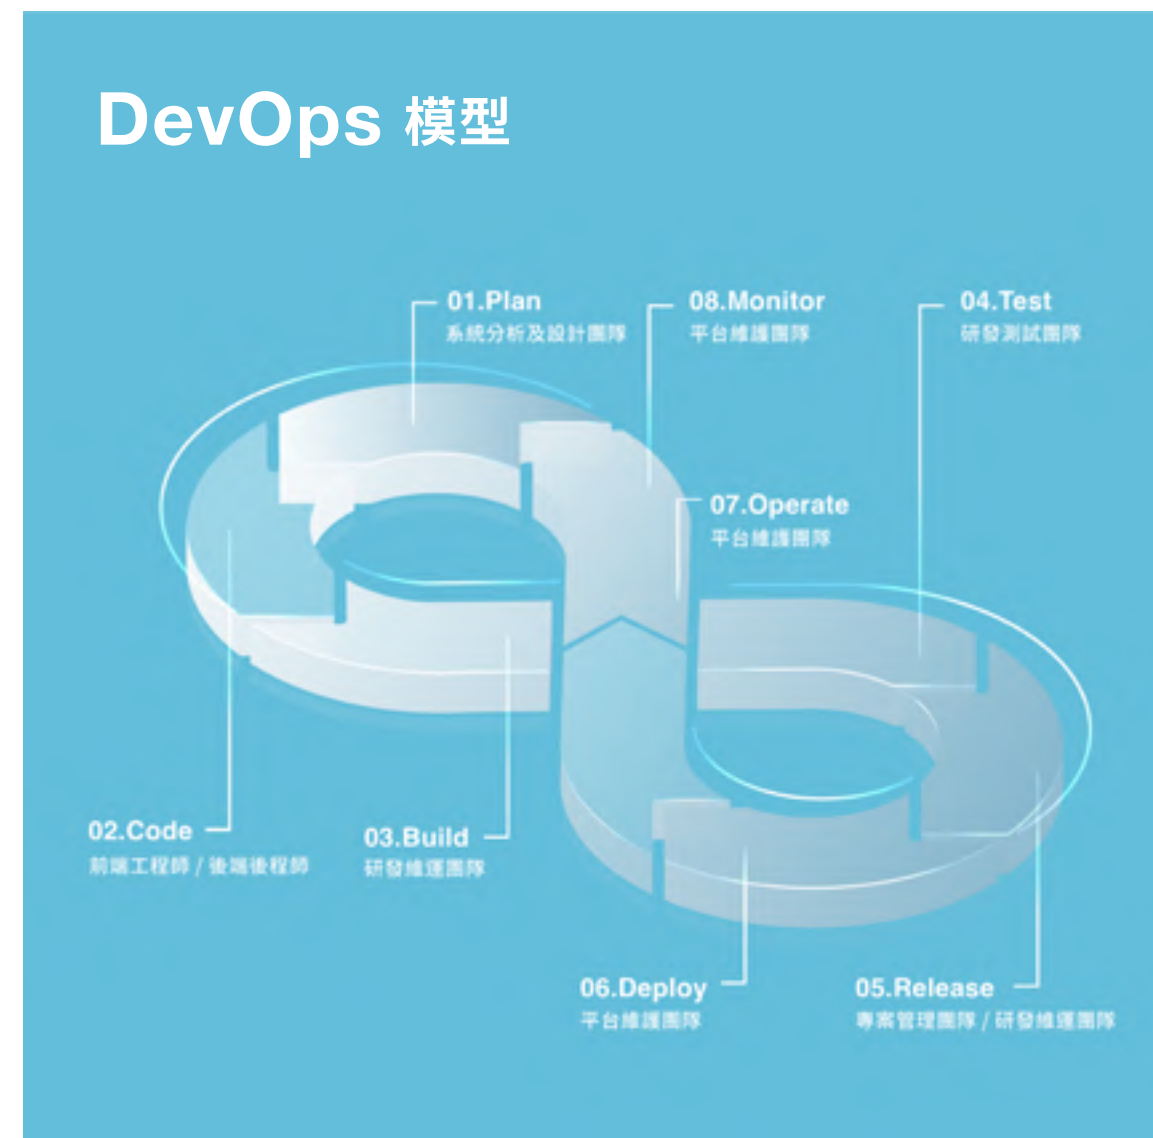 DevOps 模型
01.Plan
系統分析及設計團隊
08.Monitor
平台維護團隊
04.Test
研發測試團隊
07.Operate
平台維護團隊
02.Code
前端工程師 / 後端後程師
03.Build
研發維運團隊
06.Deploy
平台維護團隊
05.Release
專案管理團隊 / 研發維運團隊